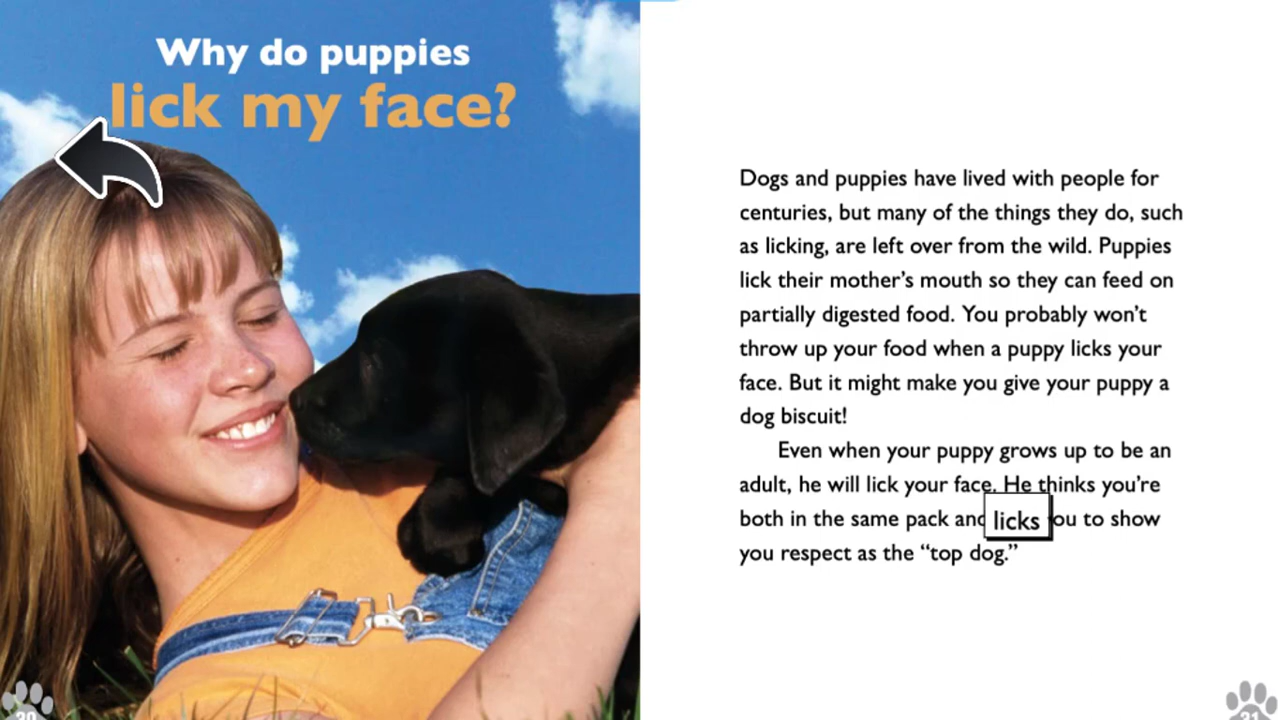 Why do puppies
lick my face?
Dogs and puppies have lived with people for
centuries, but many of the things they do, such
as licking, are left over from the wild. Puppies
lick their mother’s mouth so they can feed on
partially digested food. You probably won’t
throw up your food when a puppy licks your
face. But it might make you give your puppy a
dog biscuit!
Even when your puppy grows up to be an
adult, he will lick your face. He thinks you’re
both in the same pack and licks you to show
you respect as the “top dog.”